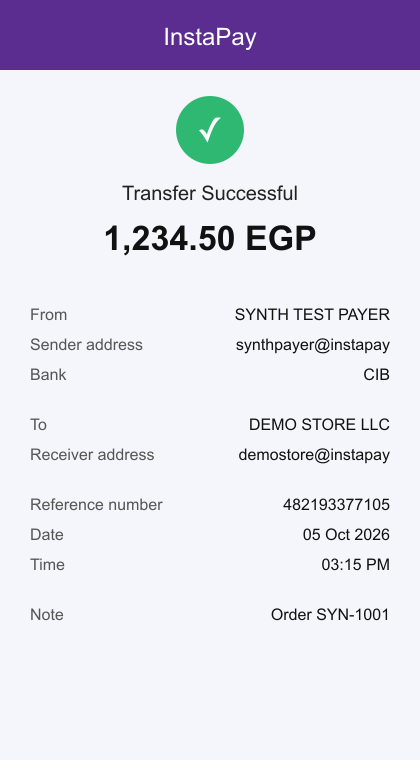 InstaPay
Transfer Successful
1,234.50 EGP
From SYNTH TEST PAYER
Sender address synthpayer@instapay
Bank CIB
To DEMO STORE LLC
Receiver address demostore@instapay
Reference number 482193377105
Date 05 Oct 2026
Time 03:15 PM
Note Order SYN-1001